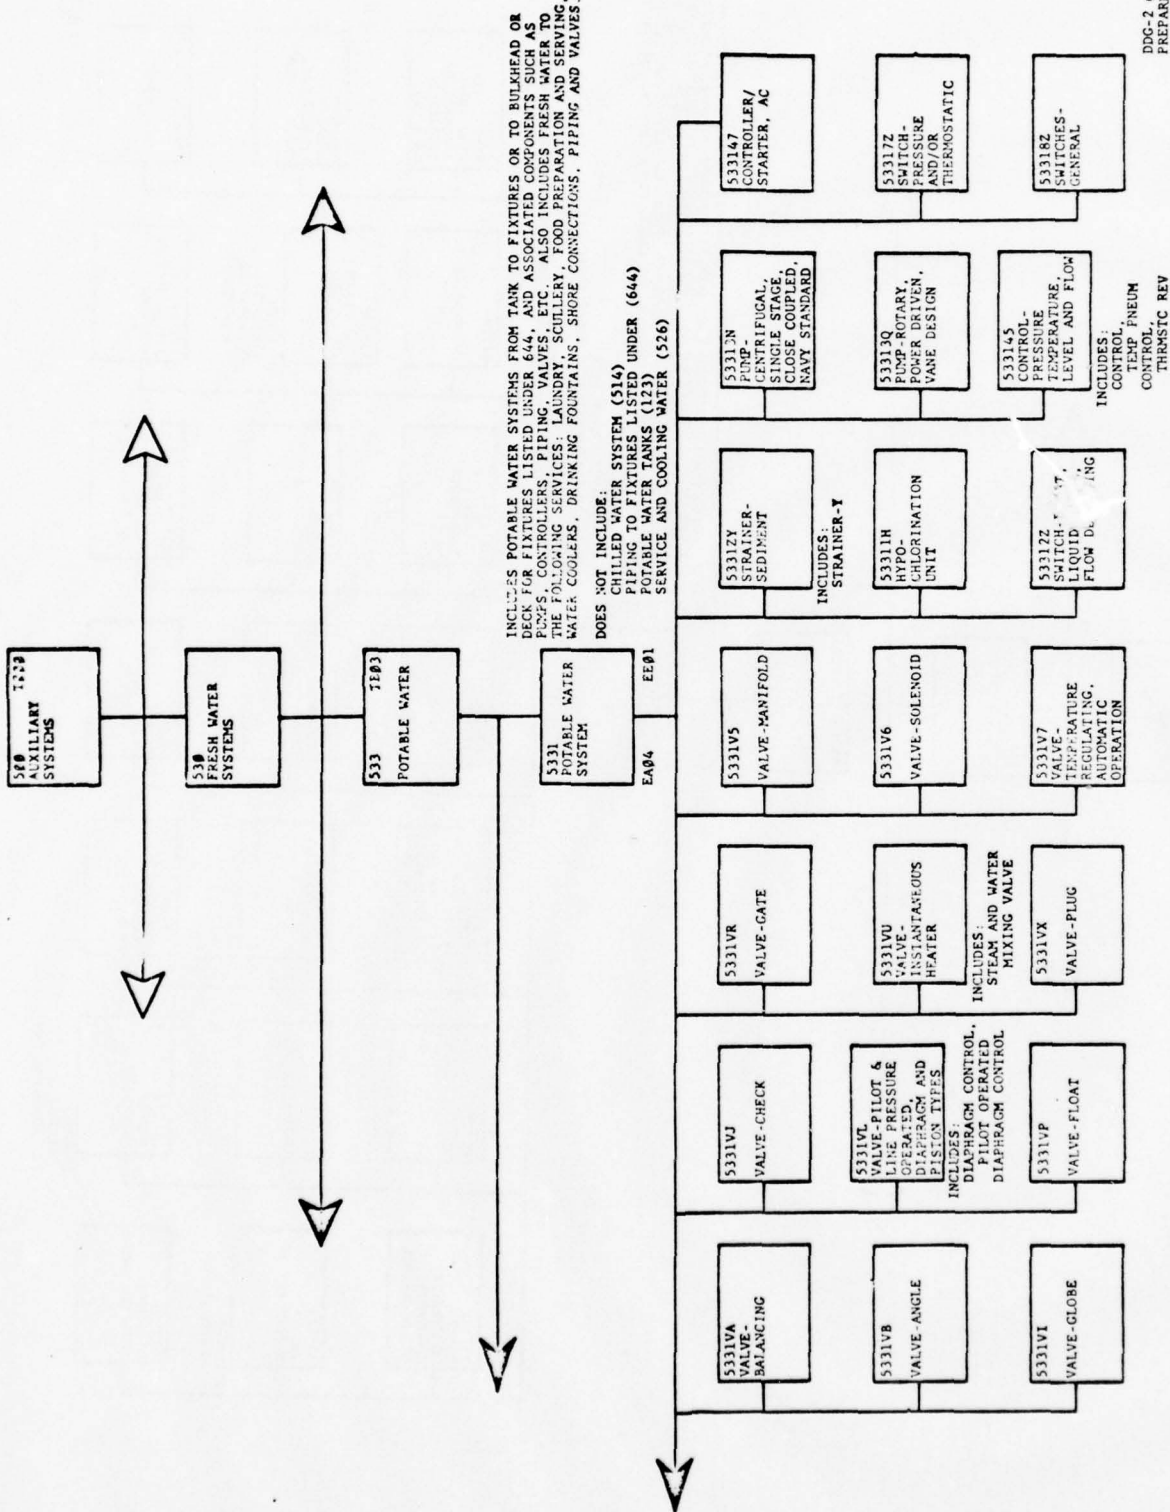 AUXILIARY
SYSTEMS
530
FRESH WATER
SYSTEMS
533
POTABLE WATER
5331
POTABLE WATER
SYSTEM
EA04 EE01
INCLUDES POTABLE WATER SYSTEMS FROM TANK TO FIXTURES OR TO BULKHEAD OR
DECK FOR FIXTURES LISTED UNDER 644, AND ASSOCIATED COMPONENTS SUCH AS
PUMPS, CONTROLLERS, PIPING, VALVES, ETC. ALSO INCLUDES FRESH WATER TO
THE FOLLOWING SERVICES: LAUNDRY, SCULLERY, FOOD PREPARATION AND SERVING,
WATER COOLERS, DRINKING FOUNTAINS, SHORE CONNECTIONS, PIPING AND VALVES.
DOES NOT INCLUDE:
CHILLED WATER SYSTEM (514)
PIPING TO FIXTURES LISTED UNDER (644)
POTABLE WATER TANKS (123)
SERVICE AND COOLING WATER (526)
5331VA
VALVE-
BALANCING
5331VB
VALVE-ANGLE
5331VI
VALVE-GLOBE
5331VJ
VALVE-CHECK
5331VL
VALVE-PILOT &
LINE PRESSURE
OPERATED,
DIAPHRAGM AND
PISTON TYPES
INCLUDES:
DIAPHRAGM CONTROL,
PILOT OPERATED
DIAPHRAGM CONTROL
5331VP
VALVE-FLOAT
5331VR
VALVE-GATE
5331VU
VALVE-
INSTANTANEOUS
HEATER
INCLUDES:
STEAM AND WATER
MIXING VALVE
5331VX
VALVE-PLUG
5331V5
VALVE-MANIFOLD
5331V6
VALVE-SOLENOID
5331V7
VALVE-
TEMPERATURE
REGULATING,
AUTOMATIC
OPERATION
5331ZY
STRAINER-
SEDIMENT
INCLUDES:
STRAINER-Y
53311H
HYPO-
CHLORINATION
UNIT
53312Z
LIQUID
FLOW
53313N
PUMP-
CENTRIFUGAL,
SINGLE STAGE,
CLOSE COUPLED,
NAVY STANDARD
53313Q
PUMP-ROTARY,
POWER DRIVEN,
VANE DESIGN
533145
CONTROL-
PRESSURE
TEMPERATURE,
LEVEL AND FLOW
INCLUDES:
CONTROL,
TEMP PNEUM
CONTROL,
THRMSTC REV
533147
CONTROLLER/
STARTER, AC
53317Z
SWITCH-
PRESSURE
AND/OR
THERMOSTATIC
53318Z
SWITCHES-
GENERAL
DDG-2